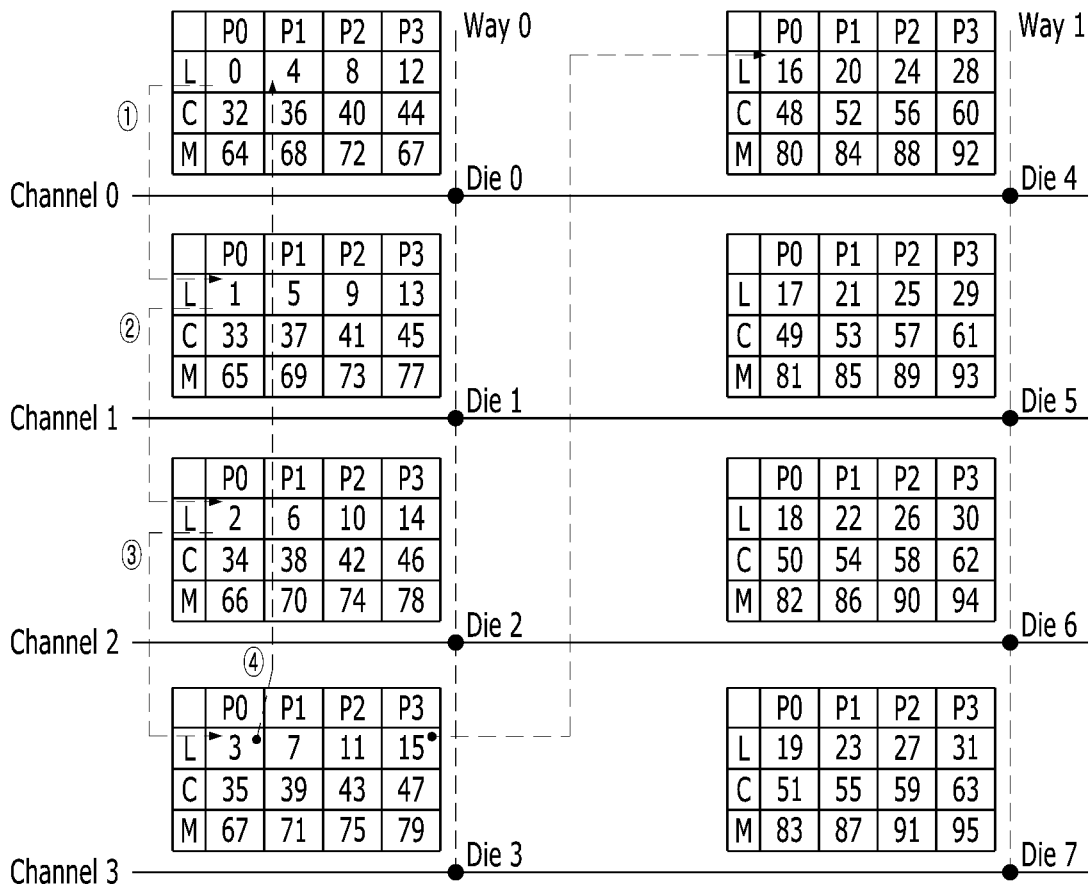 P0 P1 P2 P3
L 0 4 8 12
C 32 36 40 44
M 64 68 72 67
Way 0
P0 P1 P2 P3
L 16 20 24 28
C 48 52 56 60
M 80 84 88 92
Way 1
①
Channel 0
Die 0
Die 4
P0 P1 P2 P3
L 1 5 9 13
C 33 37 41 45
M 65 69 73 77
P0 P1 P2 P3
L 17 21 25 29
C 49 53 57 61
M 81 85 89 93
②
Channel 1
Die 1
Die 5
P0 P1 P2 P3
L 2 6 10 14
C 34 38 42 46
M 66 70 74 78
P0 P1 P2 P3
L 18 22 26 30
C 50 54 58 62
M 82 86 90 94
③
Channel 2
Die 2
Die 6
④
P0 P1 P2 P3
L 3 7 11 15
C 35 39 43 47
M 67 71 75 79
P0 P1 P2 P3
L 19 23 27 31
C 51 55 59 63
M 83 87 91 95
Channel 3
Die 3
Die 7